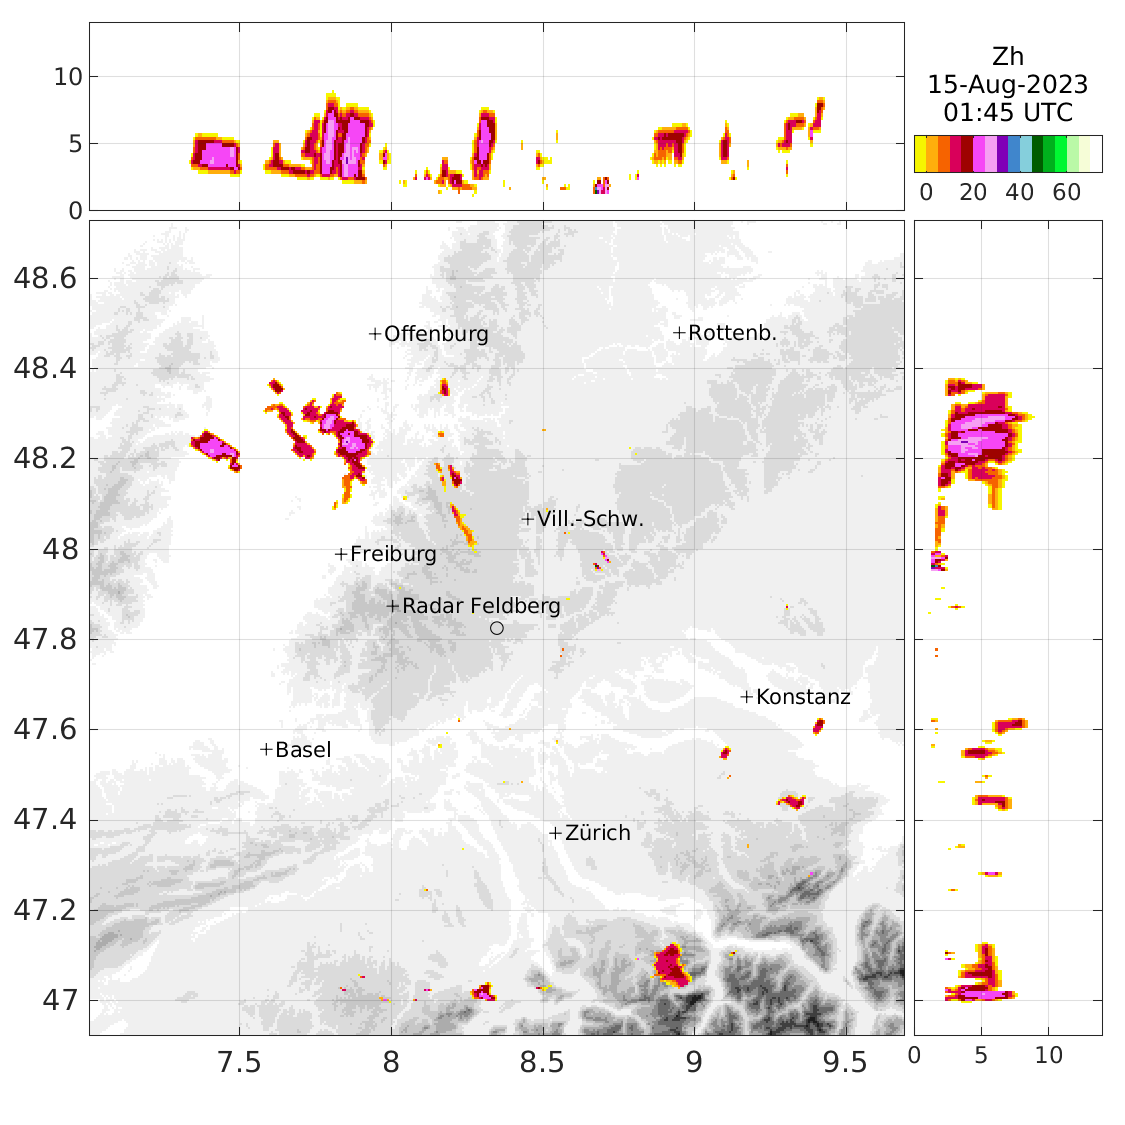 10
5
0
Zh
15-Aug-2023
01:45 UTC
0 20 40 60
48.6
48.4
48.2
48
47.8
47.6
47.4
47.2
47
+Offenburg
+Rottenb.
+Vill.-Schw.
+Freiburg
+Radar Feldberg
+Konstanz
+Basel
+Zürich
7.5 8 8.5 9 9.5
0 5 10